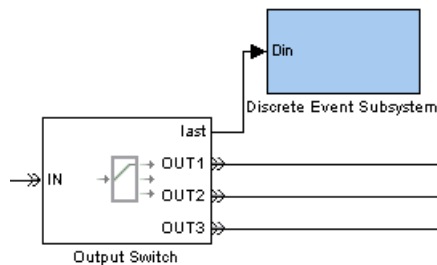 Din
Discrete Event Subsystem
last
OUT1
IN
OUT2
OUT3
Output Switch